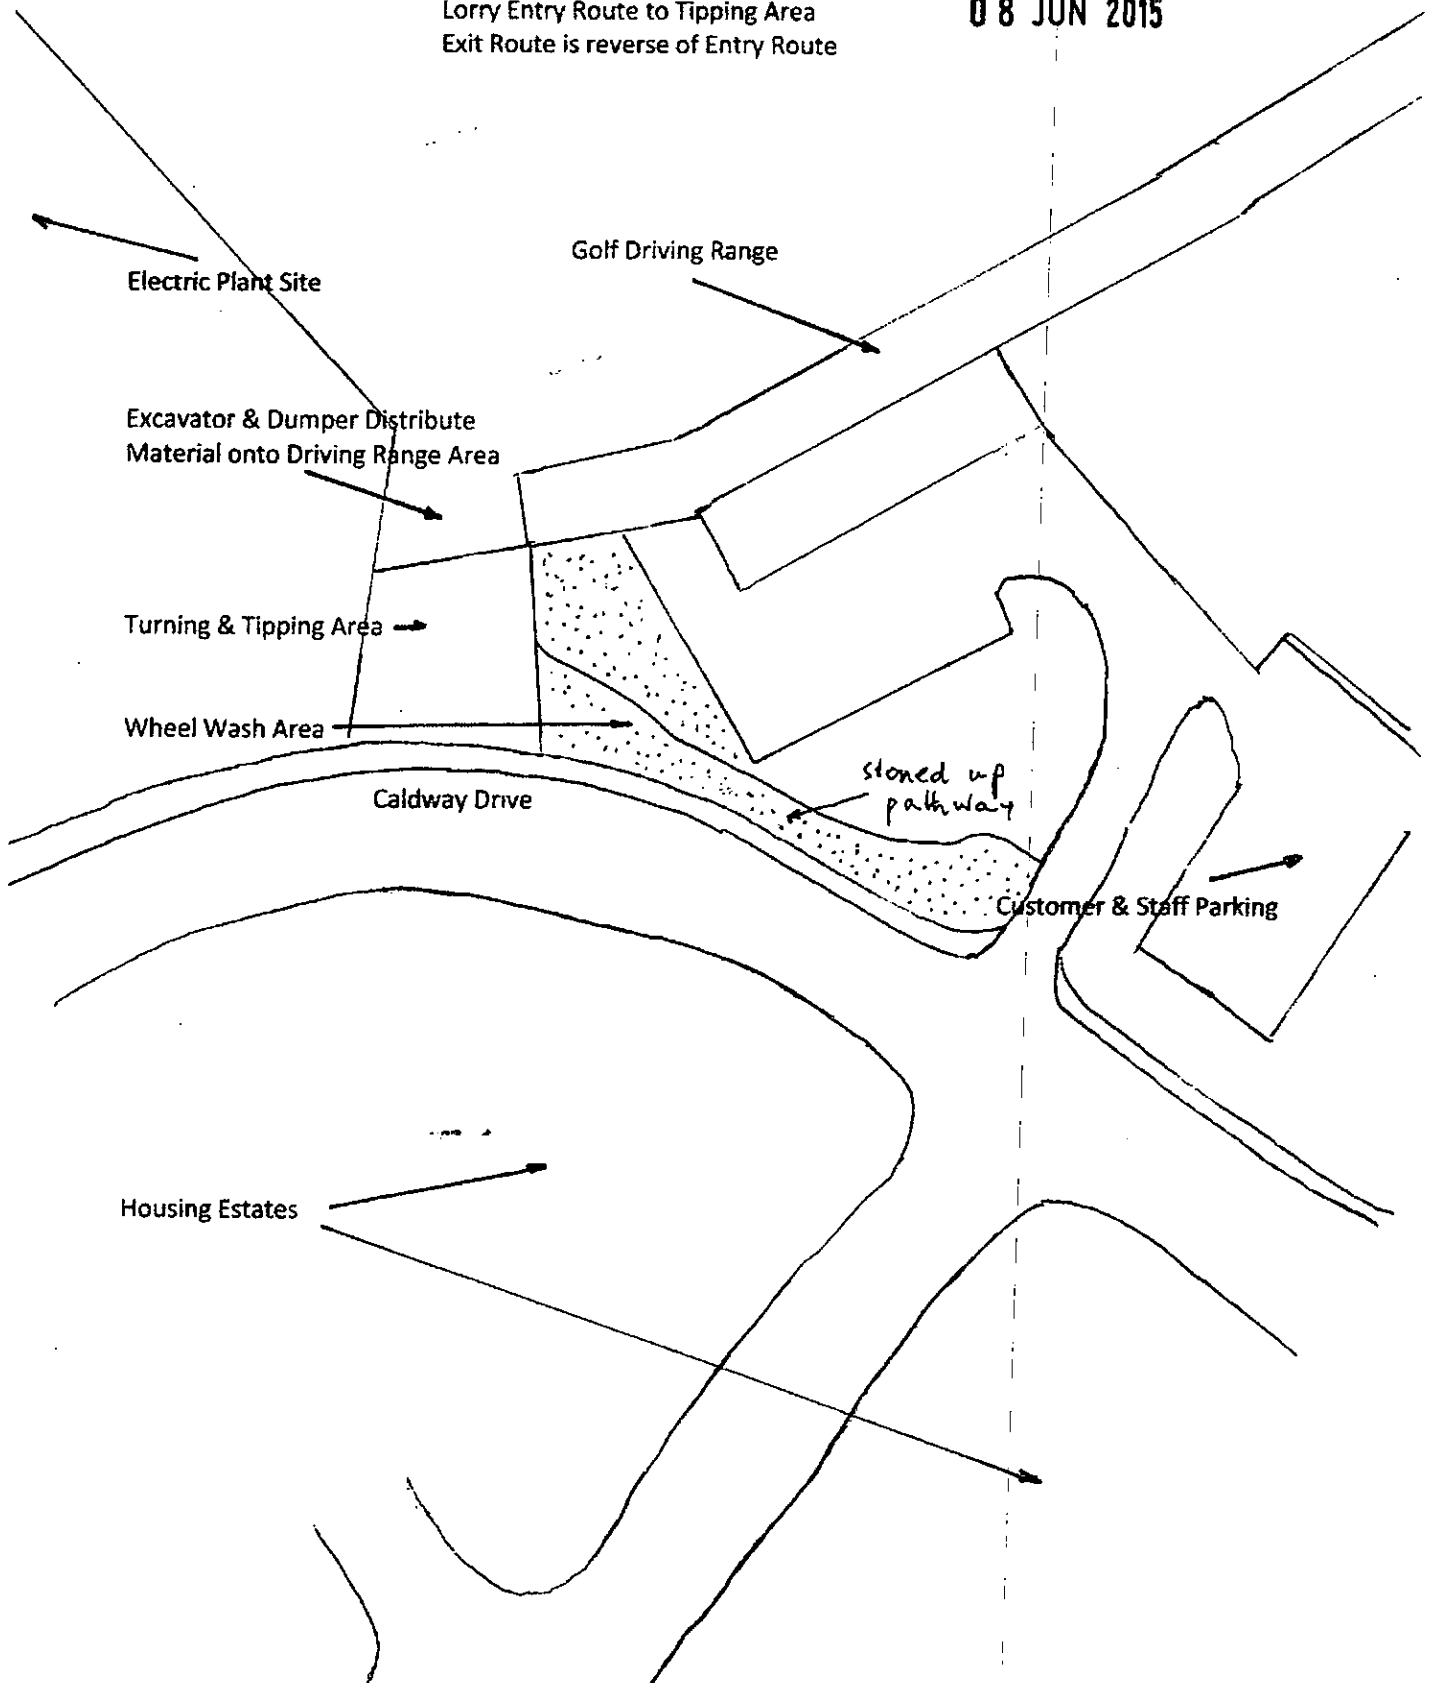 Lorry Entry Route to Tipping Area
Exit Route is reverse of Entry Route
08 JUN 2015
Golf Driving Range
Electric Plant Site
Excavator & Dumper Distribute
Material onto Driving Range Area
Turning & Tipping Area
Wheel Wash Area
stoned up
pathway
Caldway Drive
Customer & Staff Parking
Housing Estates